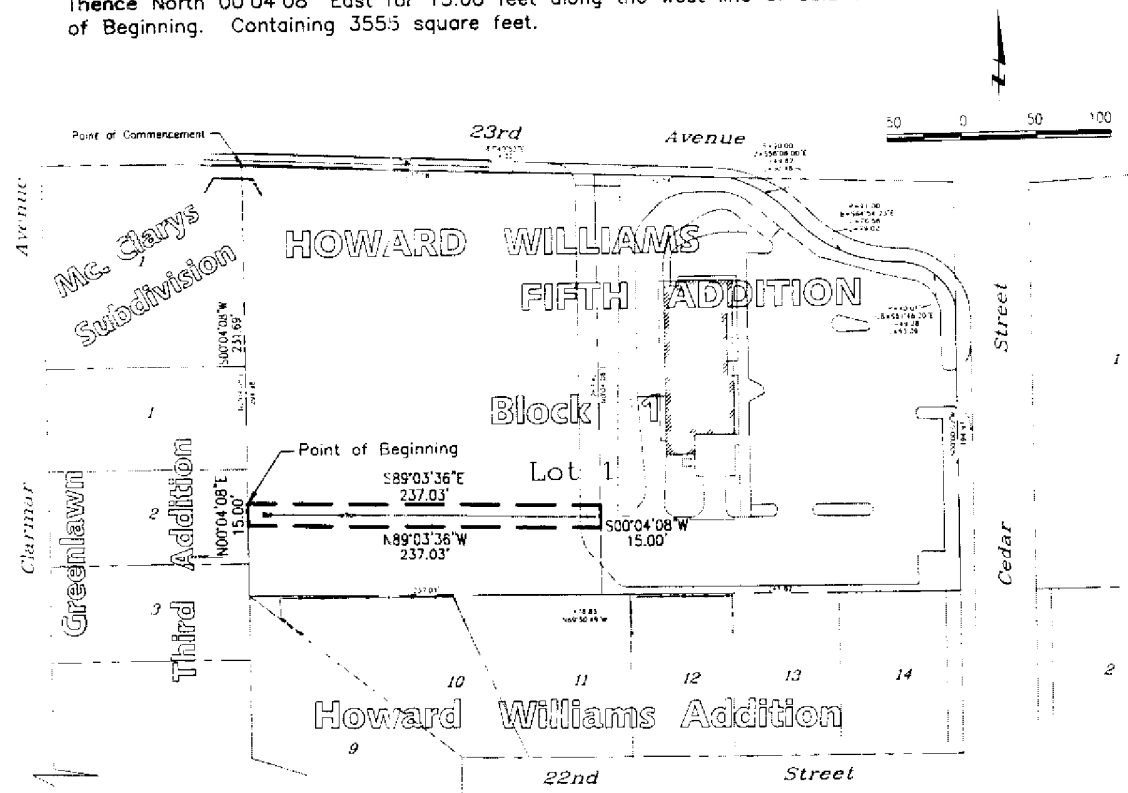 Thence North 00°04'08" East for 15.00 feet along the west line of
of Beginning. Containing 3555 square feet.
50 0 50 100
Point of Commencement
23rd Avenue
Avenue
Mc. Clarys
Subdivision
HOWARD WILLIAMS
FIFTH ADDITION
S00°04'08"W
231.69'
Street
1
1
Block 1
Point of Beginning
Lot 1
S89°03'36"E
237.03'
N00°04'08"E
15.00'
2
S00°04'08"W
15.00'
N89°03'36"W
237.03'
Clarmar
Greenlawn
Third Addition
Cedar
3
237.03'
10
11
12
13
14
2
Howard Williams Addition
9
22nd Street